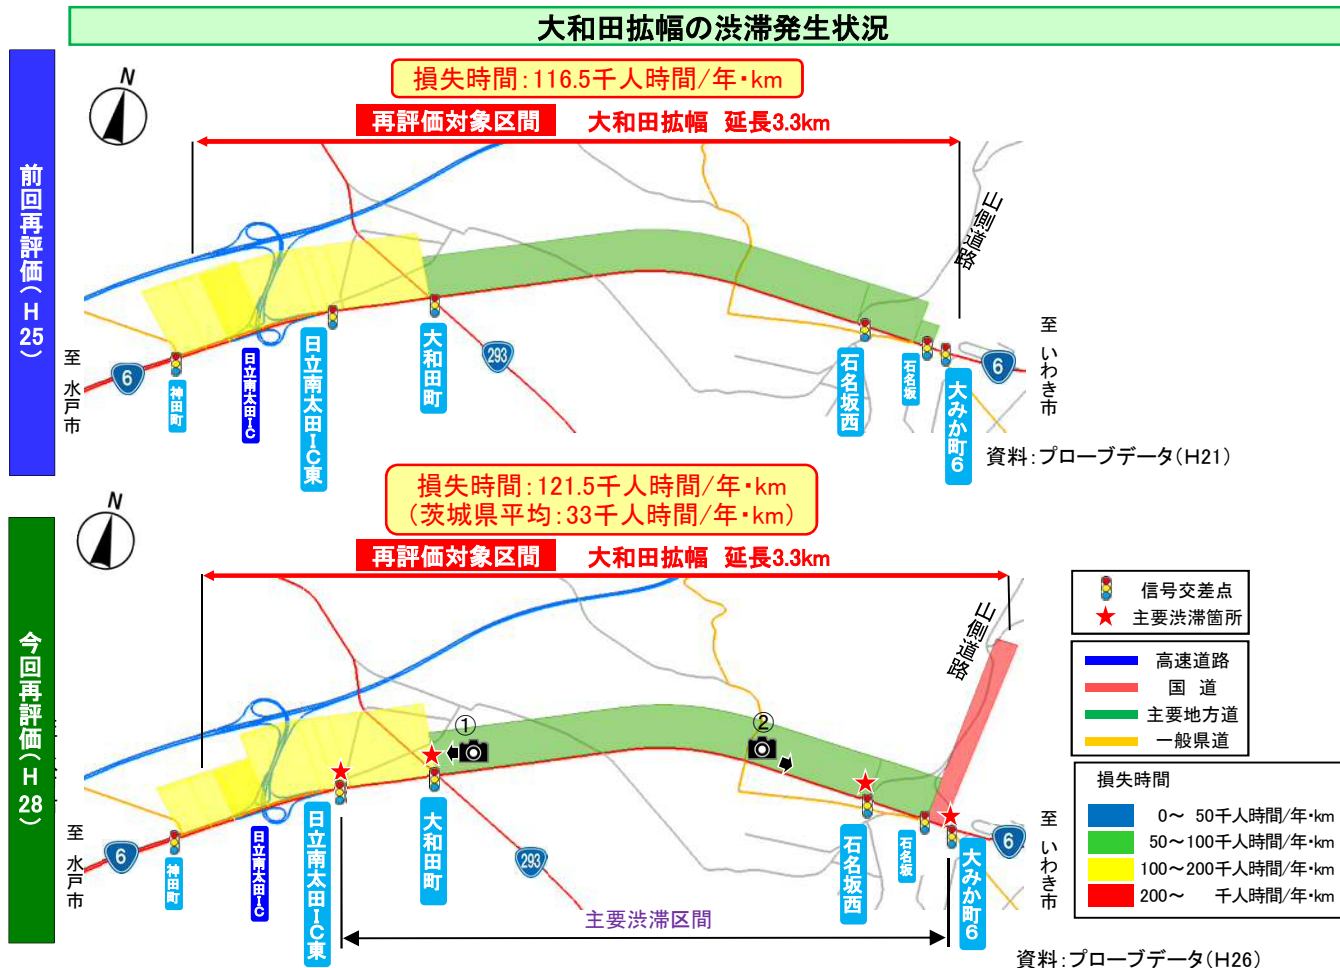 大和田拡幅の渋滞発生状況
前回再評価(H25)
N
損失時間:116.5千人時間/年・km
再評価対象区間 大和田拡幅 延長3.3km
山側道路
至 水戸市
6
神田町
日立南太田IC
日立南太田IC東
大和田町
293
石名坂西
石名坂
大みか町6
6
至 いわき市
資料:プローブデータ(H21)
今回再評価(H28)
N
損失時間:121.5千人時間/年・km
(茨城県平均:33千人時間/年・km)
再評価対象区間 大和田拡幅 延長3.3km
山側道路
①
②
至 水戸市
6
神田町
日立南太田IC
日立南太田IC東
大和田町
293
石名坂西
石名坂
大みか町6
6
至 いわき市
主要渋滞区間
信号交差点
主要渋滞箇所
高速道路
国 道
主要地方道
一般県道
損失時間
0~ 50千人時間/年・km
50~100千人時間/年・km
100~200千人時間/年・km
200~ 千人時間/年・km
資料:プローブデータ(H26)